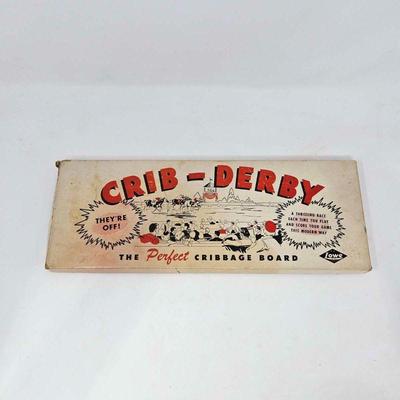 CRIB - DERBY
THEY'RE
OFF!
A THRILLING RACE
EACH TIME YOU PLAY
AND SCORE YOUR GAME
THIS MODERN WAY
THE Perfect CRIBBAGE BOARD
Lowe